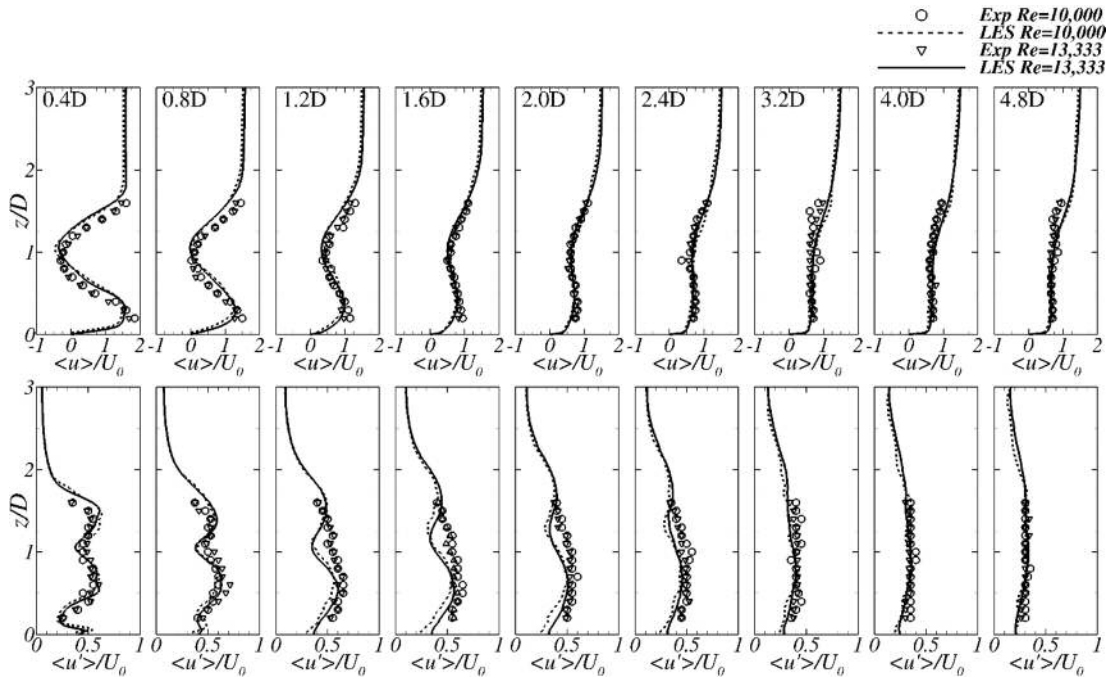 Exp Re=10,000
LES Re=10,000
Exp Re=13,333
LES Re=13,333
3 0.4D 0.8D 1.2D 1.6D 2.0D 2.4D 3.2D 4.0D 4.8D
2
z/D
1
0
-1 0 1 2 -1 0 1 2 -1 0 1 2 -1 0 1 2 -1 0 1 2 -1 0 1 2 -1 0 1 2 -1 0 1 2 -1 0 1 2
<u>/U0 <u>/U0 <u>/U0 <u>/U0 <u>/U0 <u>/U0 <u>/U0 <u>/U0 <u>/U0
3
2
z/D
1
0
0 0.5 1 0 0.5 1 0 0.5 1 0 0.5 1 0 0.5 1 0 0.5 1 0 0.5 1 0 0.5 1 0 0.5 1
<u'>/U0 <u'>/U0 <u'>/U0 <u'>/U0 <u'>/U0 <u'>/U0 <u'>/U0 <u'>/U0 <u'>/U0